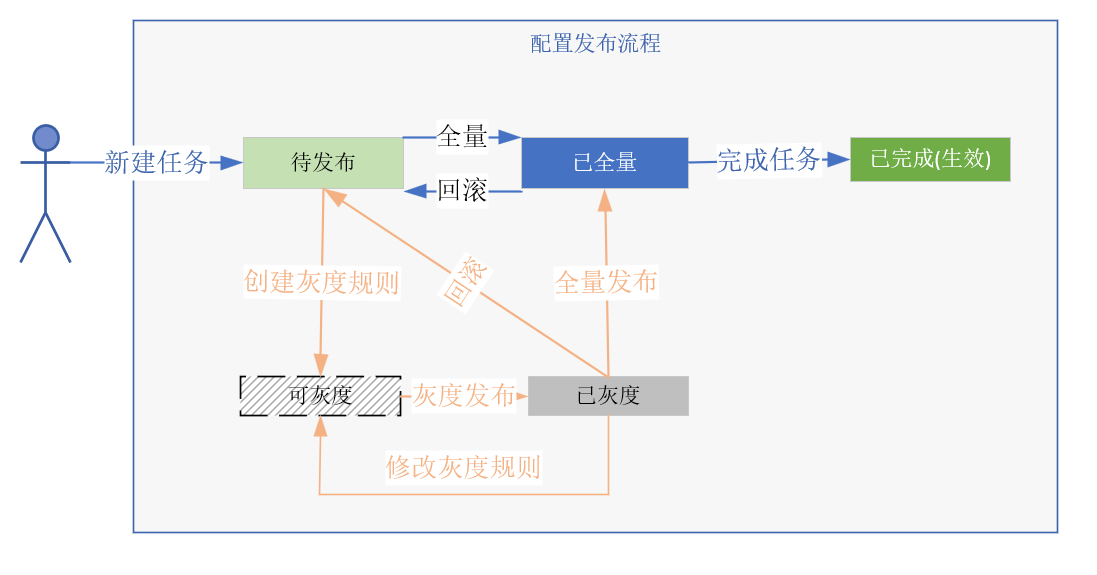 配置发布流程
新建任务
待发布
全量
回滚
已全量
完成任务
已完成(生效)
创建灰度规则
回滚
全量发布
可灰度
灰度发布
已灰度
修改灰度规则